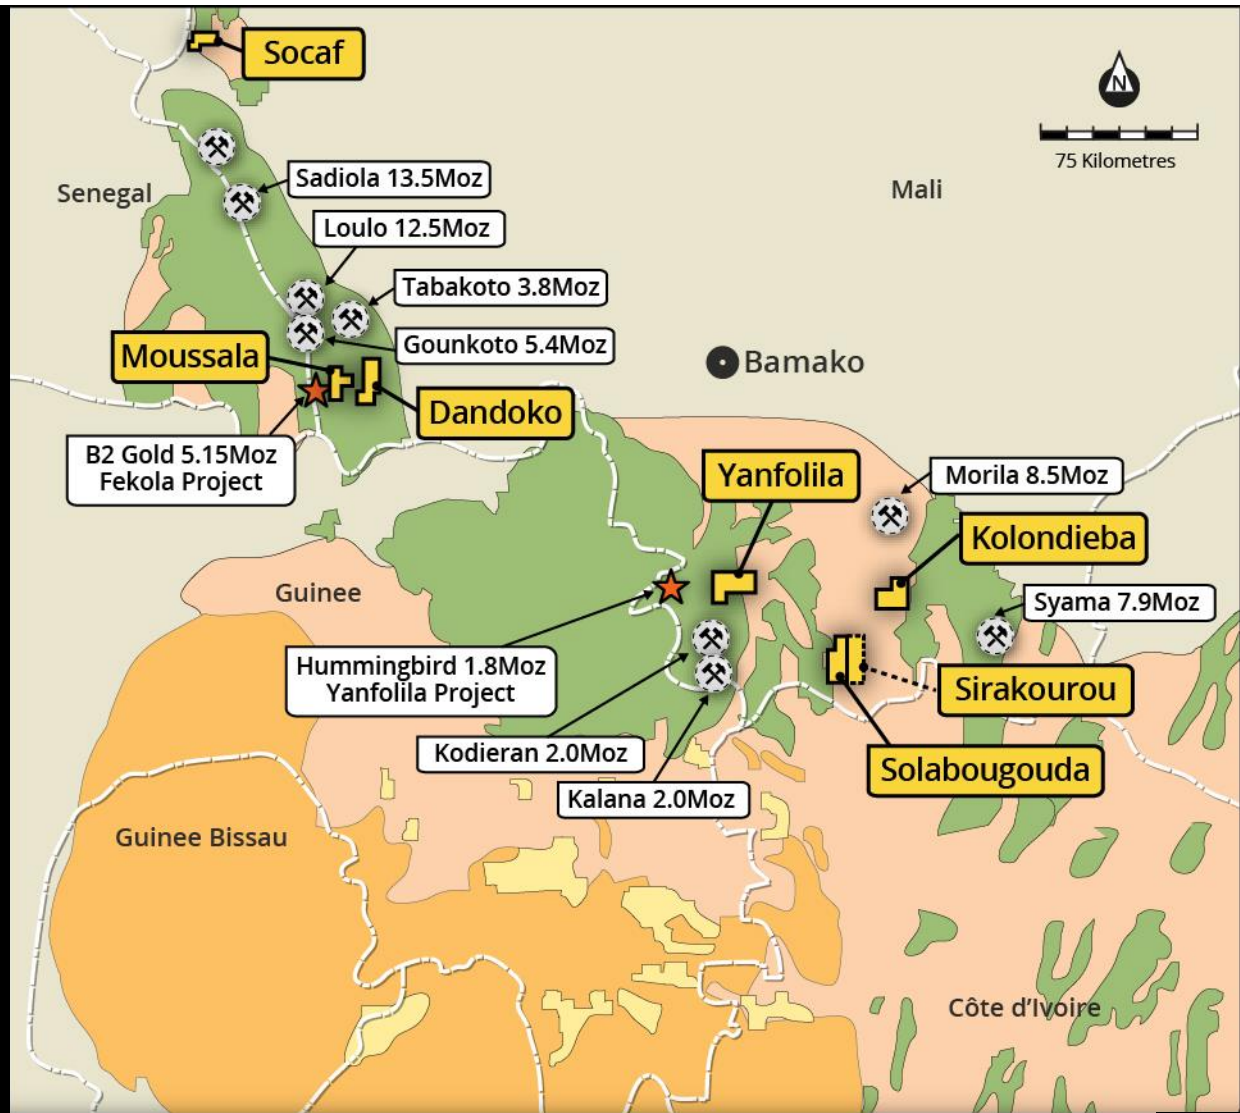 Socaf
N
75 Kilometres
Senegal
Sadiola 13.5Moz
Mali
Loulo 12.5Moz
Tabakoto 3.8Moz
Gounkoto 5.4Moz
Moussala
Bamako
Dandoko
B2 Gold 5.15Moz
Fekola Project
Yanfolila
Morila 8.5Moz
Kolondieba
Guinee
Syama 7.9Moz
Hummingbird 1.8Moz
Yanfolila Project
Sirakourou
Kodieran 2.0Moz
Solabougouda
Kalana 2.0Moz
Guinee Bissau
Côte d'Ivoire